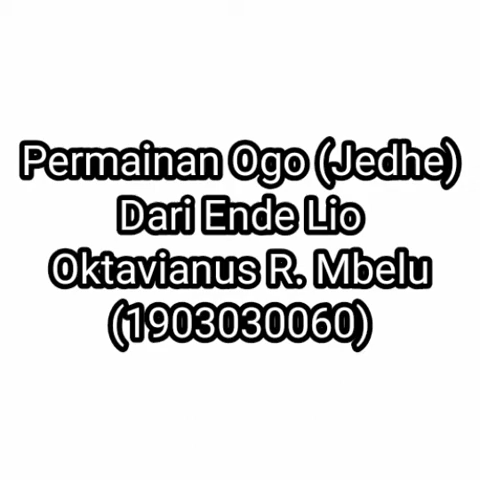 Permainan Ogo (Jedhe)
Dari Ende Lio
Oktavianus R. Mbelu
(1903030060)